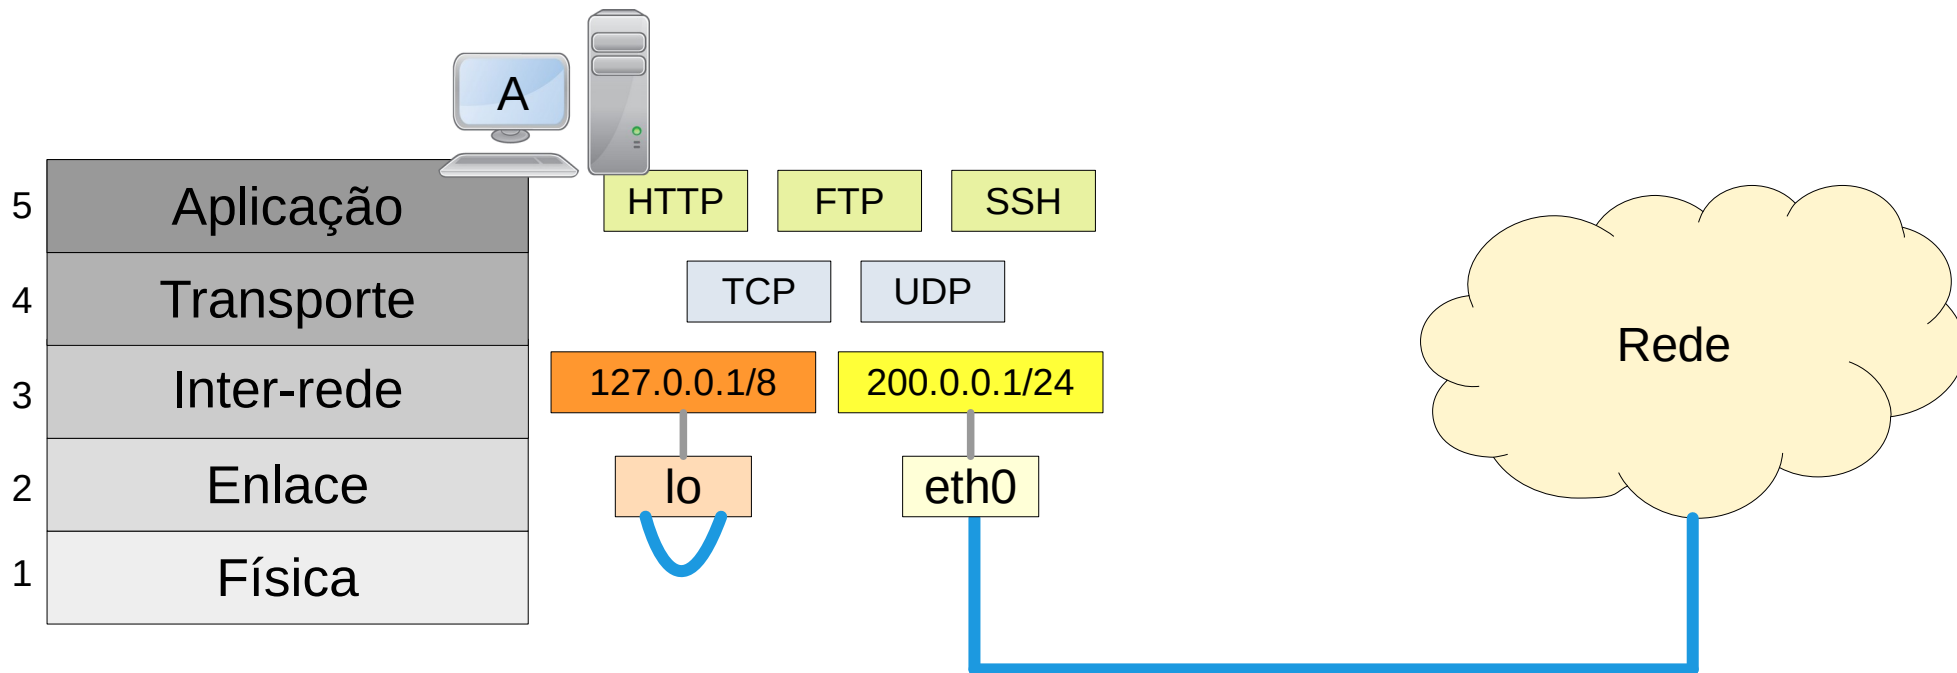 A
5 Aplicação HTTP FTP SSH
4 Transporte TCP UDP
Rede
3 Inter-rede 127.0.0.1/8 200.0.0.1/24
2 Enlace lo eth0
1 Física